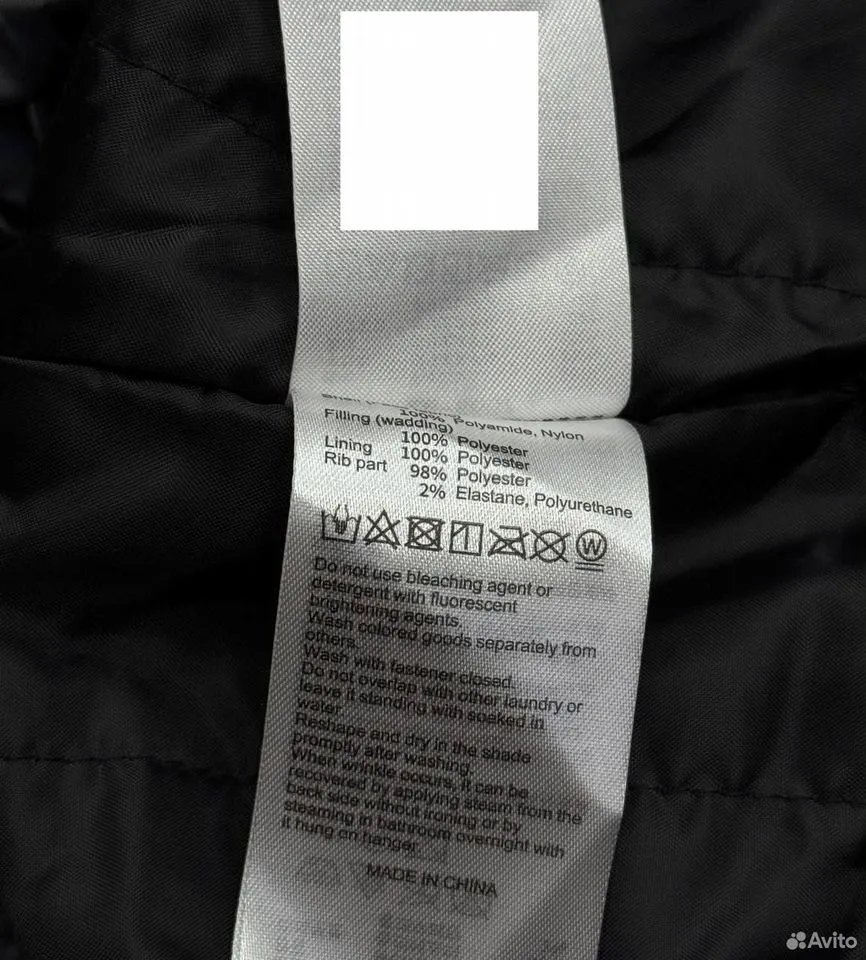 100% Polyamide, Nylon
Filling (wadding)
100% Polyester
Lining 100% Polyester
Rib part 98% Polyester
2% Elastane, Polyurethane
W
Do not use bleaching agent or
detergent with fluorescent
brightening agents.
Wash colored goods separately from
others.
Wash with fastener closed.
Do not overlap with other laundry or
leave it standing with soaked in
water.
Reshape and dry in the shade
promptly after washing.
When wrinkle occurs, it can be
recovered by applying steam from the
back side without ironing or by
steaming in bathroom overnight with
it hung on hanger.
MADE IN CHINA
Avito